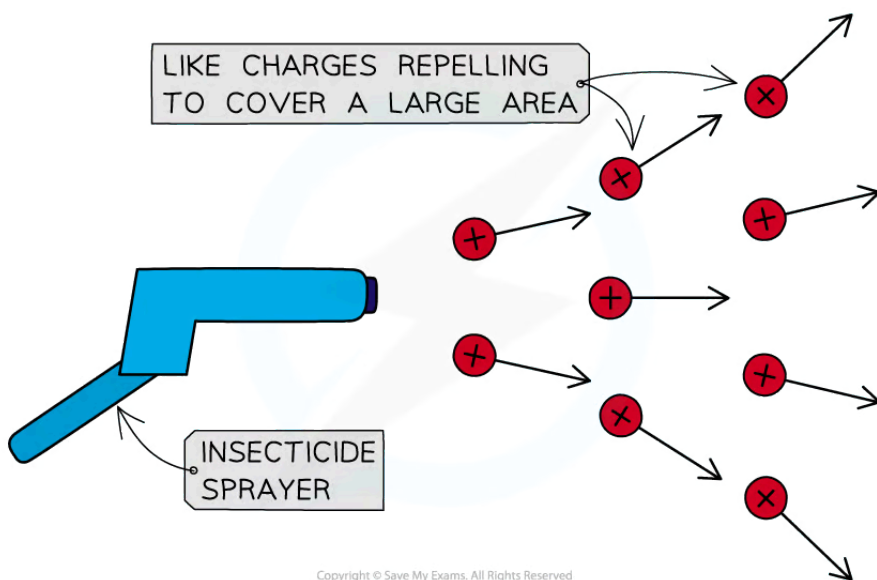 LIKE CHARGES REPELLING
TO COVER A LARGE AREA
INSECTICIDE
SPRAYER
Copyright © Save My Exams. All Rights Reserved